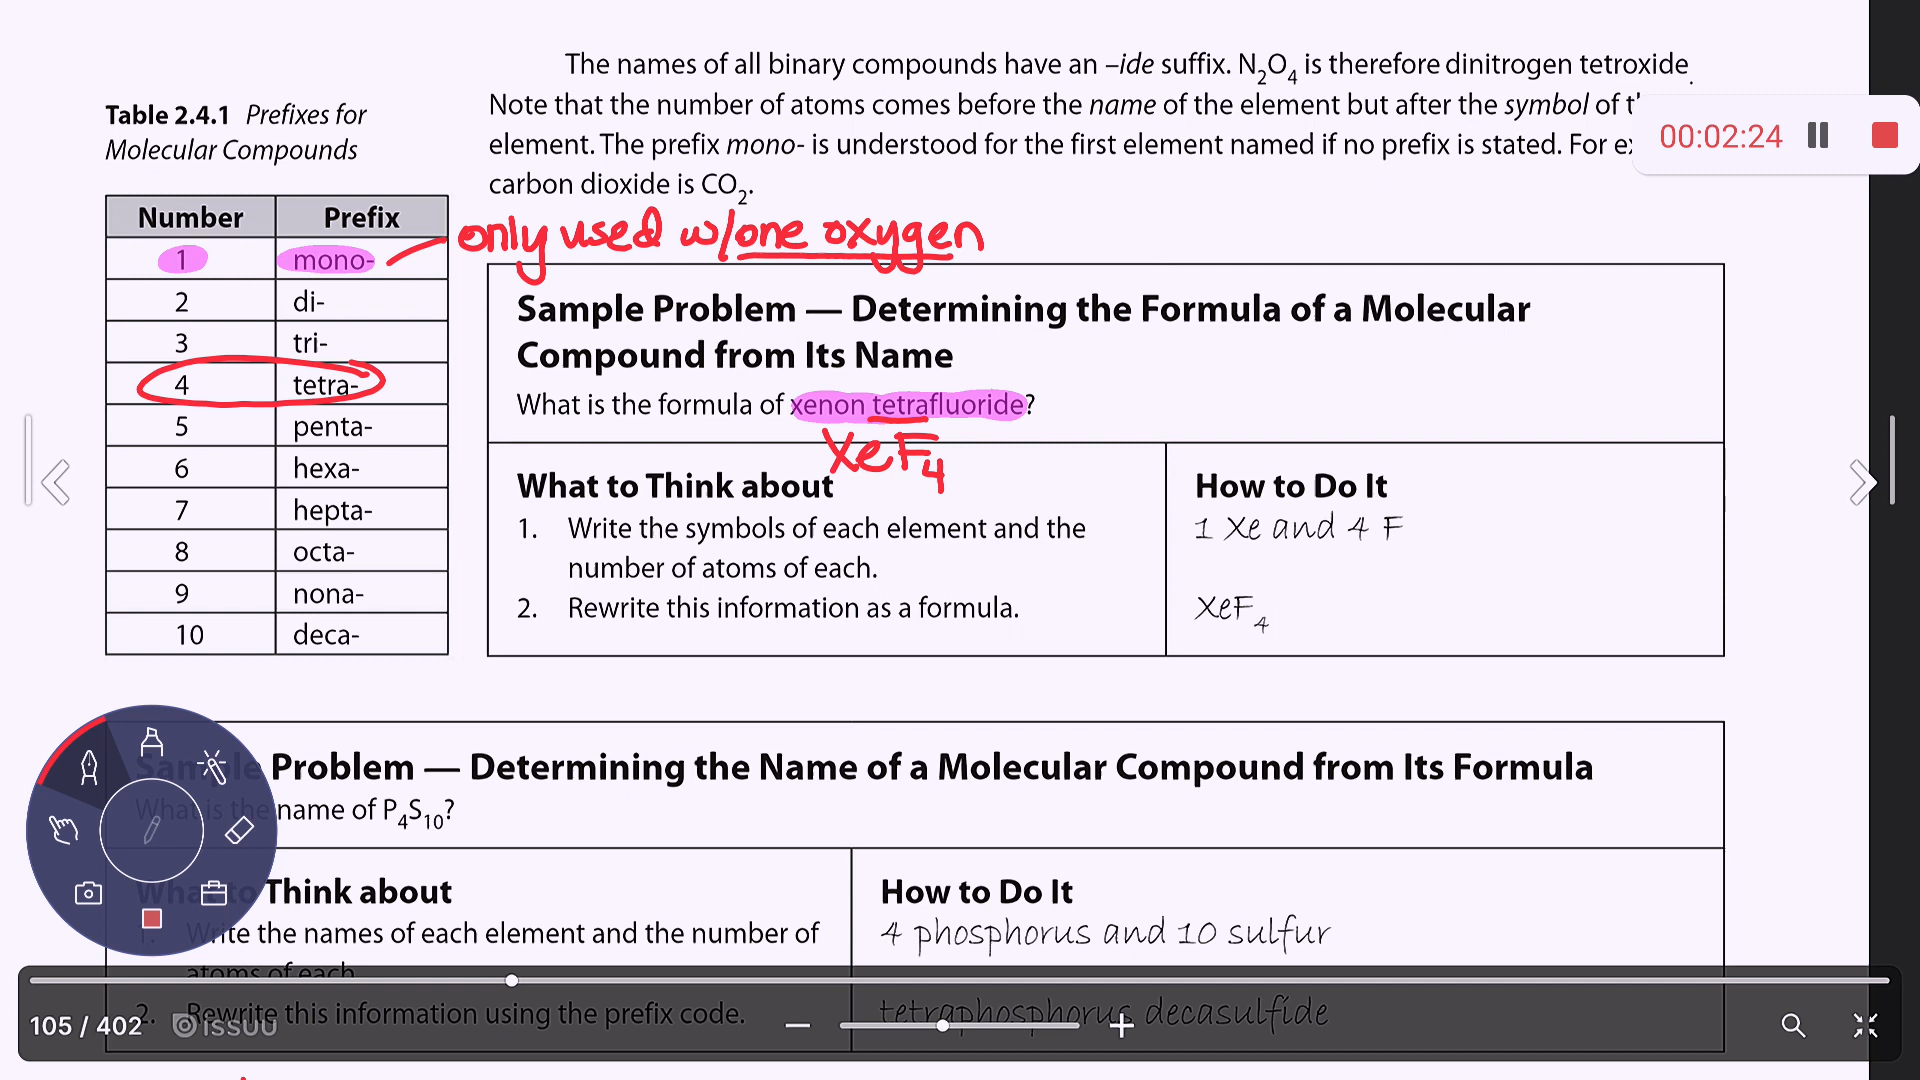 The names of all binary compounds have an –ide suffix. N2O4 is therefore dinitrogen tetroxide.
Note that the number of atoms comes before the name of the element but after the symbol of
element. The prefix mono- is understood for the first element named if no prefix is stated. For
carbon dioxide is CO2.
Table 2.4.1 Prefixes for
Molecular Compounds
00:02:24
Number Prefix
1 mono-
2 di-
3 tri-
4 tetra-
5 penta-
6 hexa-
7 hepta-
8 octa-
9 nona-
10 deca-
only used w/one oxygen
Sample Problem — Determining the Formula of a Molecular
Compound from Its Name
What is the formula of xenon tetrafluoride?
XeF4
What to Think about
1. Write the symbols of each element and the
number of atoms of each.
2. Rewrite this information as a formula.
How to Do It
1 Xe and 4 F
XeF4
Sample Problem — Determining the Name of a Molecular Compound from Its Formula
What is the name of P4S10?
What to Think about
1. Write the names of each element and the number of
atoms of each.
2. Rewrite this information using the prefix code.
How to Do It
4 phosphorus and 10 sulfur
tetraphosphorus decasulfide
105 / 402
issuu